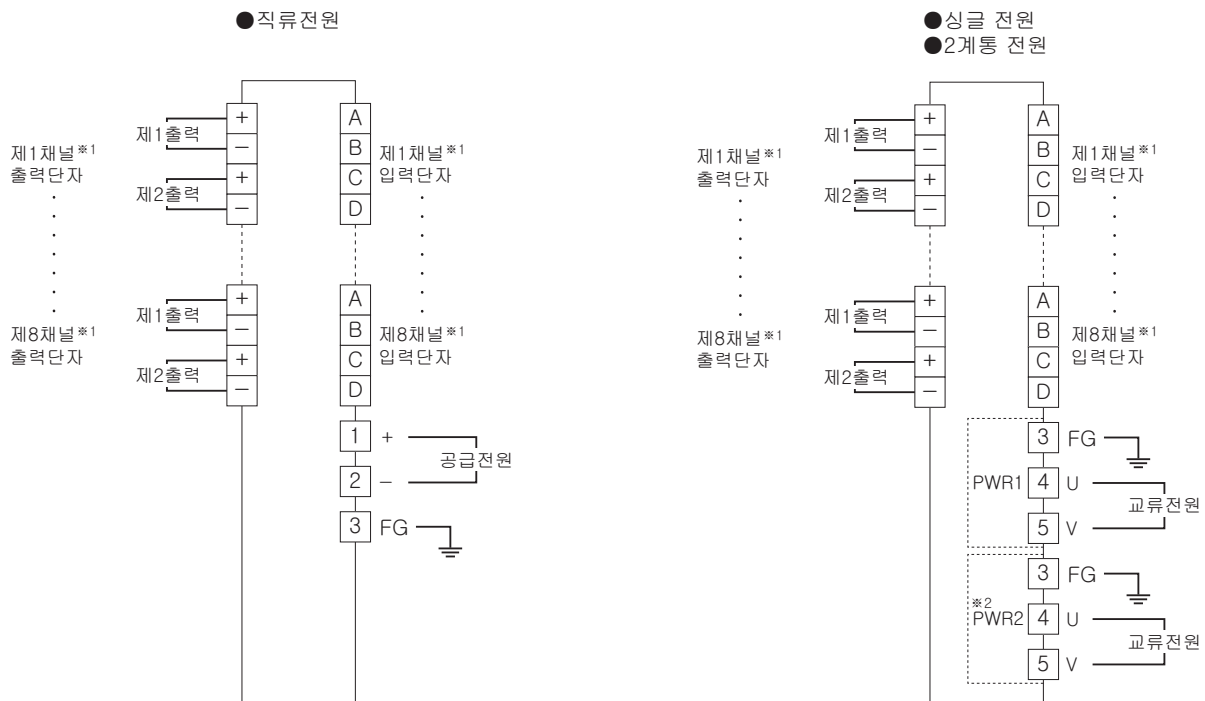 ●직류전원
제1채널※1
출력단자
제1출력
제2출력
+
−
+
−
A
B
C
D
제1채널※1
입력단자
제8채널※1
출력단자
제1출력
제2출력
+
−
+
−
A
B
C
D
제8채널※1
입력단자
1 +
2 −
공급전원
3 FG
●싱글 전원
●2계통 전원
제1채널※1
출력단자
제1출력
제2출력
+
−
+
−
A
B
C
D
제1채널※1
입력단자
제8채널※1
출력단자
제1출력
제2출력
+
−
+
−
A
B
C
D
제8채널※1
입력단자
PWR1
3 FG
4 U
5 V
교류전원
※2
PWR2
3 FG
4 U
5 V
교류전원